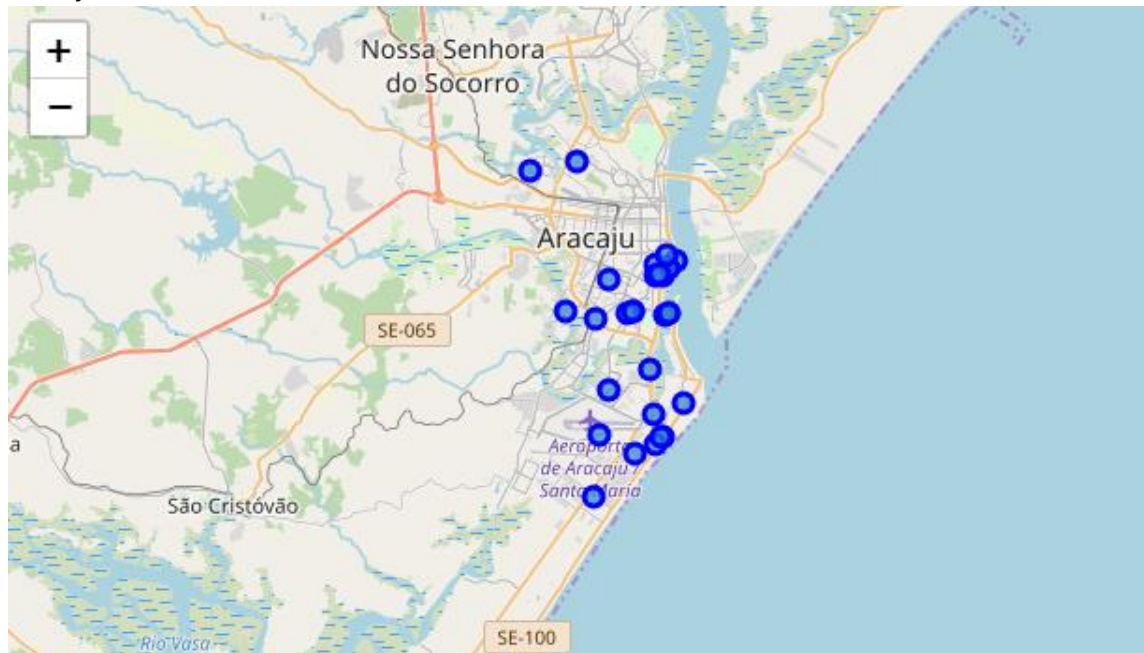 +
−
Nossa Senhora
do Socorro
Aracaju
SE-065
a
Aeroporto
de Aracaju /
Santa Maria
São Cristóvão
SE-100
Rio Vasa